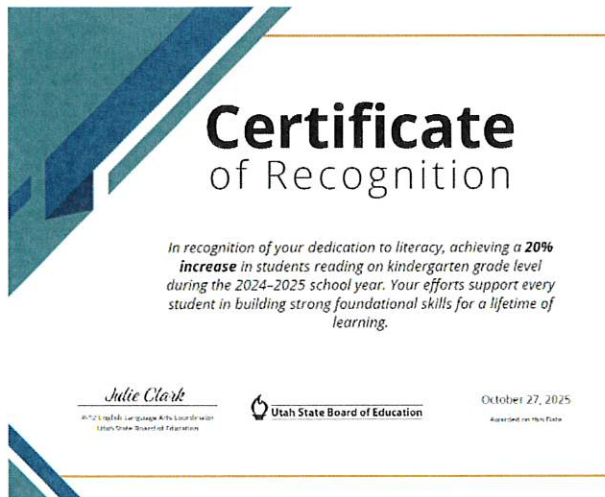 Certificate
of Recognition
In recognition of your dedication to literacy, achieving a 20%
increase in students reading on kindergarten grade level
during the 2024–2025 school year. Your efforts support every
student in building strong foundational skills for a lifetime of
learning.
Julie Clark
P-12 English Language Arts Coordinator
Utah State Board of Education
Utah State Board of Education
October 27, 2025
Awarded on this Date